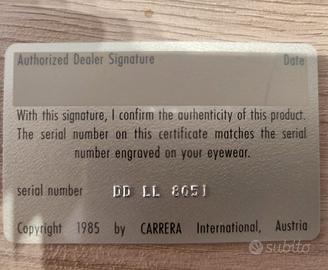 Authorized Dealer Signature Date
With this signature, I confirm the authenticity of this product.
The serial number on this certificate matches the serial
number engraved on your eyewear.
serial number DD LL 8051
Copyright 1985 by CARRERA International, Austria
subito